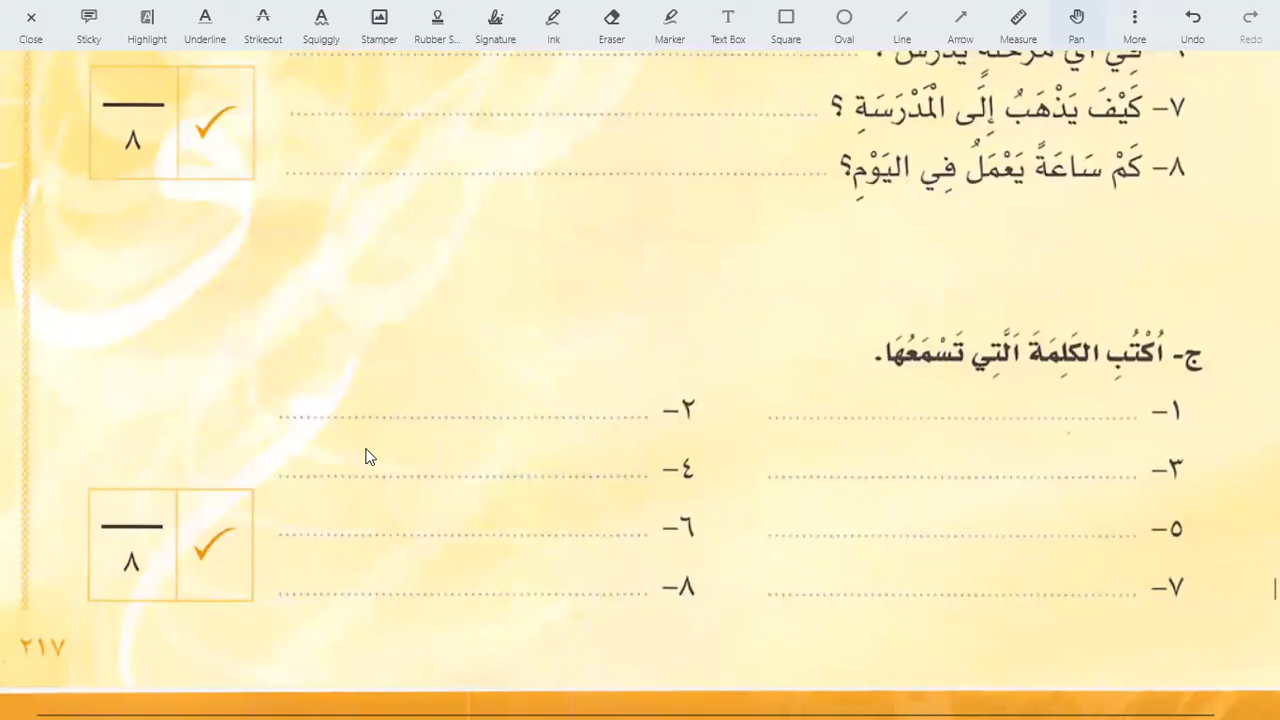 Close Sticky Highlight Underline Strikeout Squiggly Stamper Rubber S... Signature Ink Eraser Marker Text Box Square Oval Line Arrow Measure Pan More Undo Redo
٧- كَيْفَ يَذْهَبُ إِلَى الْمَدْرَسَةِ ؟
٨- كَمْ سَاعَةً يَعْمَلُ فِي اليَوْمِ؟
٨
ج- اُكْتُبِ الكَلِمَةَ اَلَّتِي تَسْمَعُهَا.
١- ٢-
٣- ٤-
٥- ٦-
٧- ٨-
٨
٢١٧